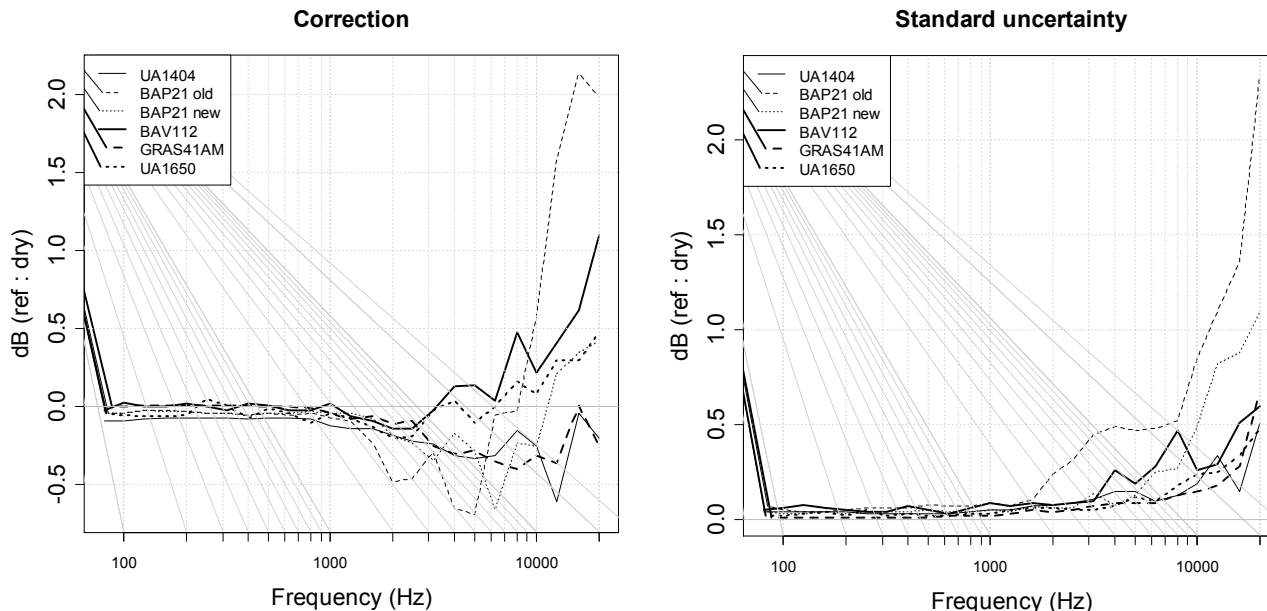 Correction
UA1404
BAP21 old
BAP21 new
BAV112
GRAS41AM
UA1650
dB (ref : dry)
2.0
1.5
1.0
0.5
0.0
-0.5
100
1000
10000
Frequency (Hz)
Standard uncertainty
UA1404
BAP21 old
BAP21 new
BAV112
GRAS41AM
UA1650
dB (ref : dry)
2.0
1.5
1.0
0.5
0.0
100
1000
10000
Frequency (Hz)